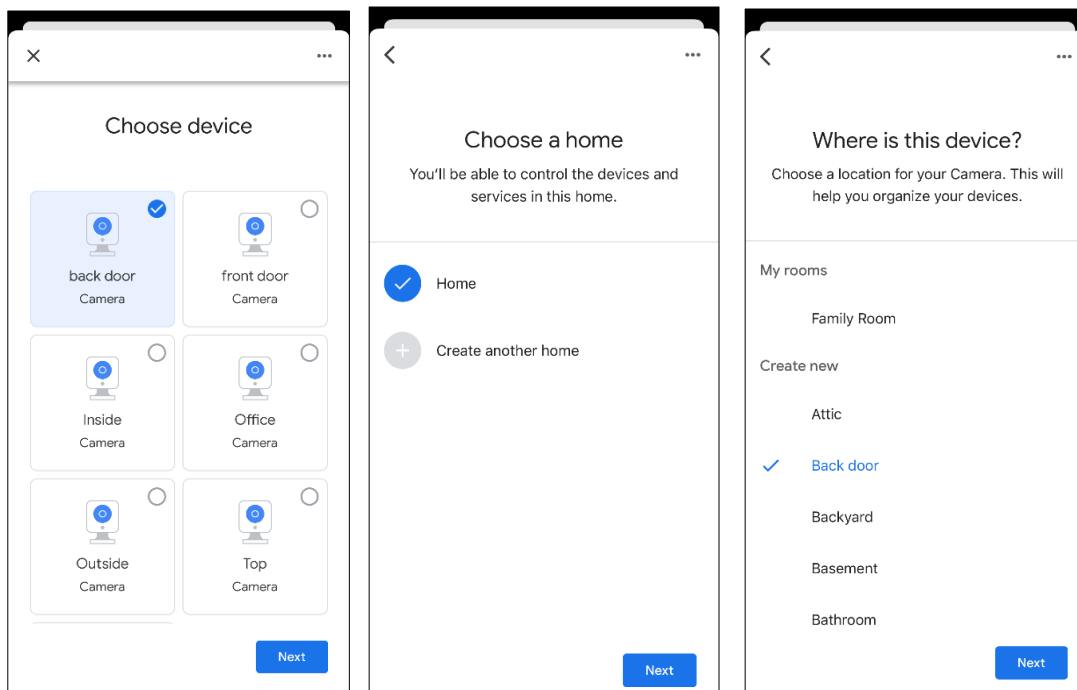 Choose device
back door
Camera
front door
Camera
Inside
Camera
Office
Camera
Outside
Camera
Top
Camera
Next
Choose a home
You'll be able to control the devices and
services in this home.
Home
Create another home
Next
Where is this device?
Choose a location for your Camera. This will
help you organize your devices.
My rooms
Family Room
Create new
Attic
Back door
Backyard
Basement
Bathroom
Next